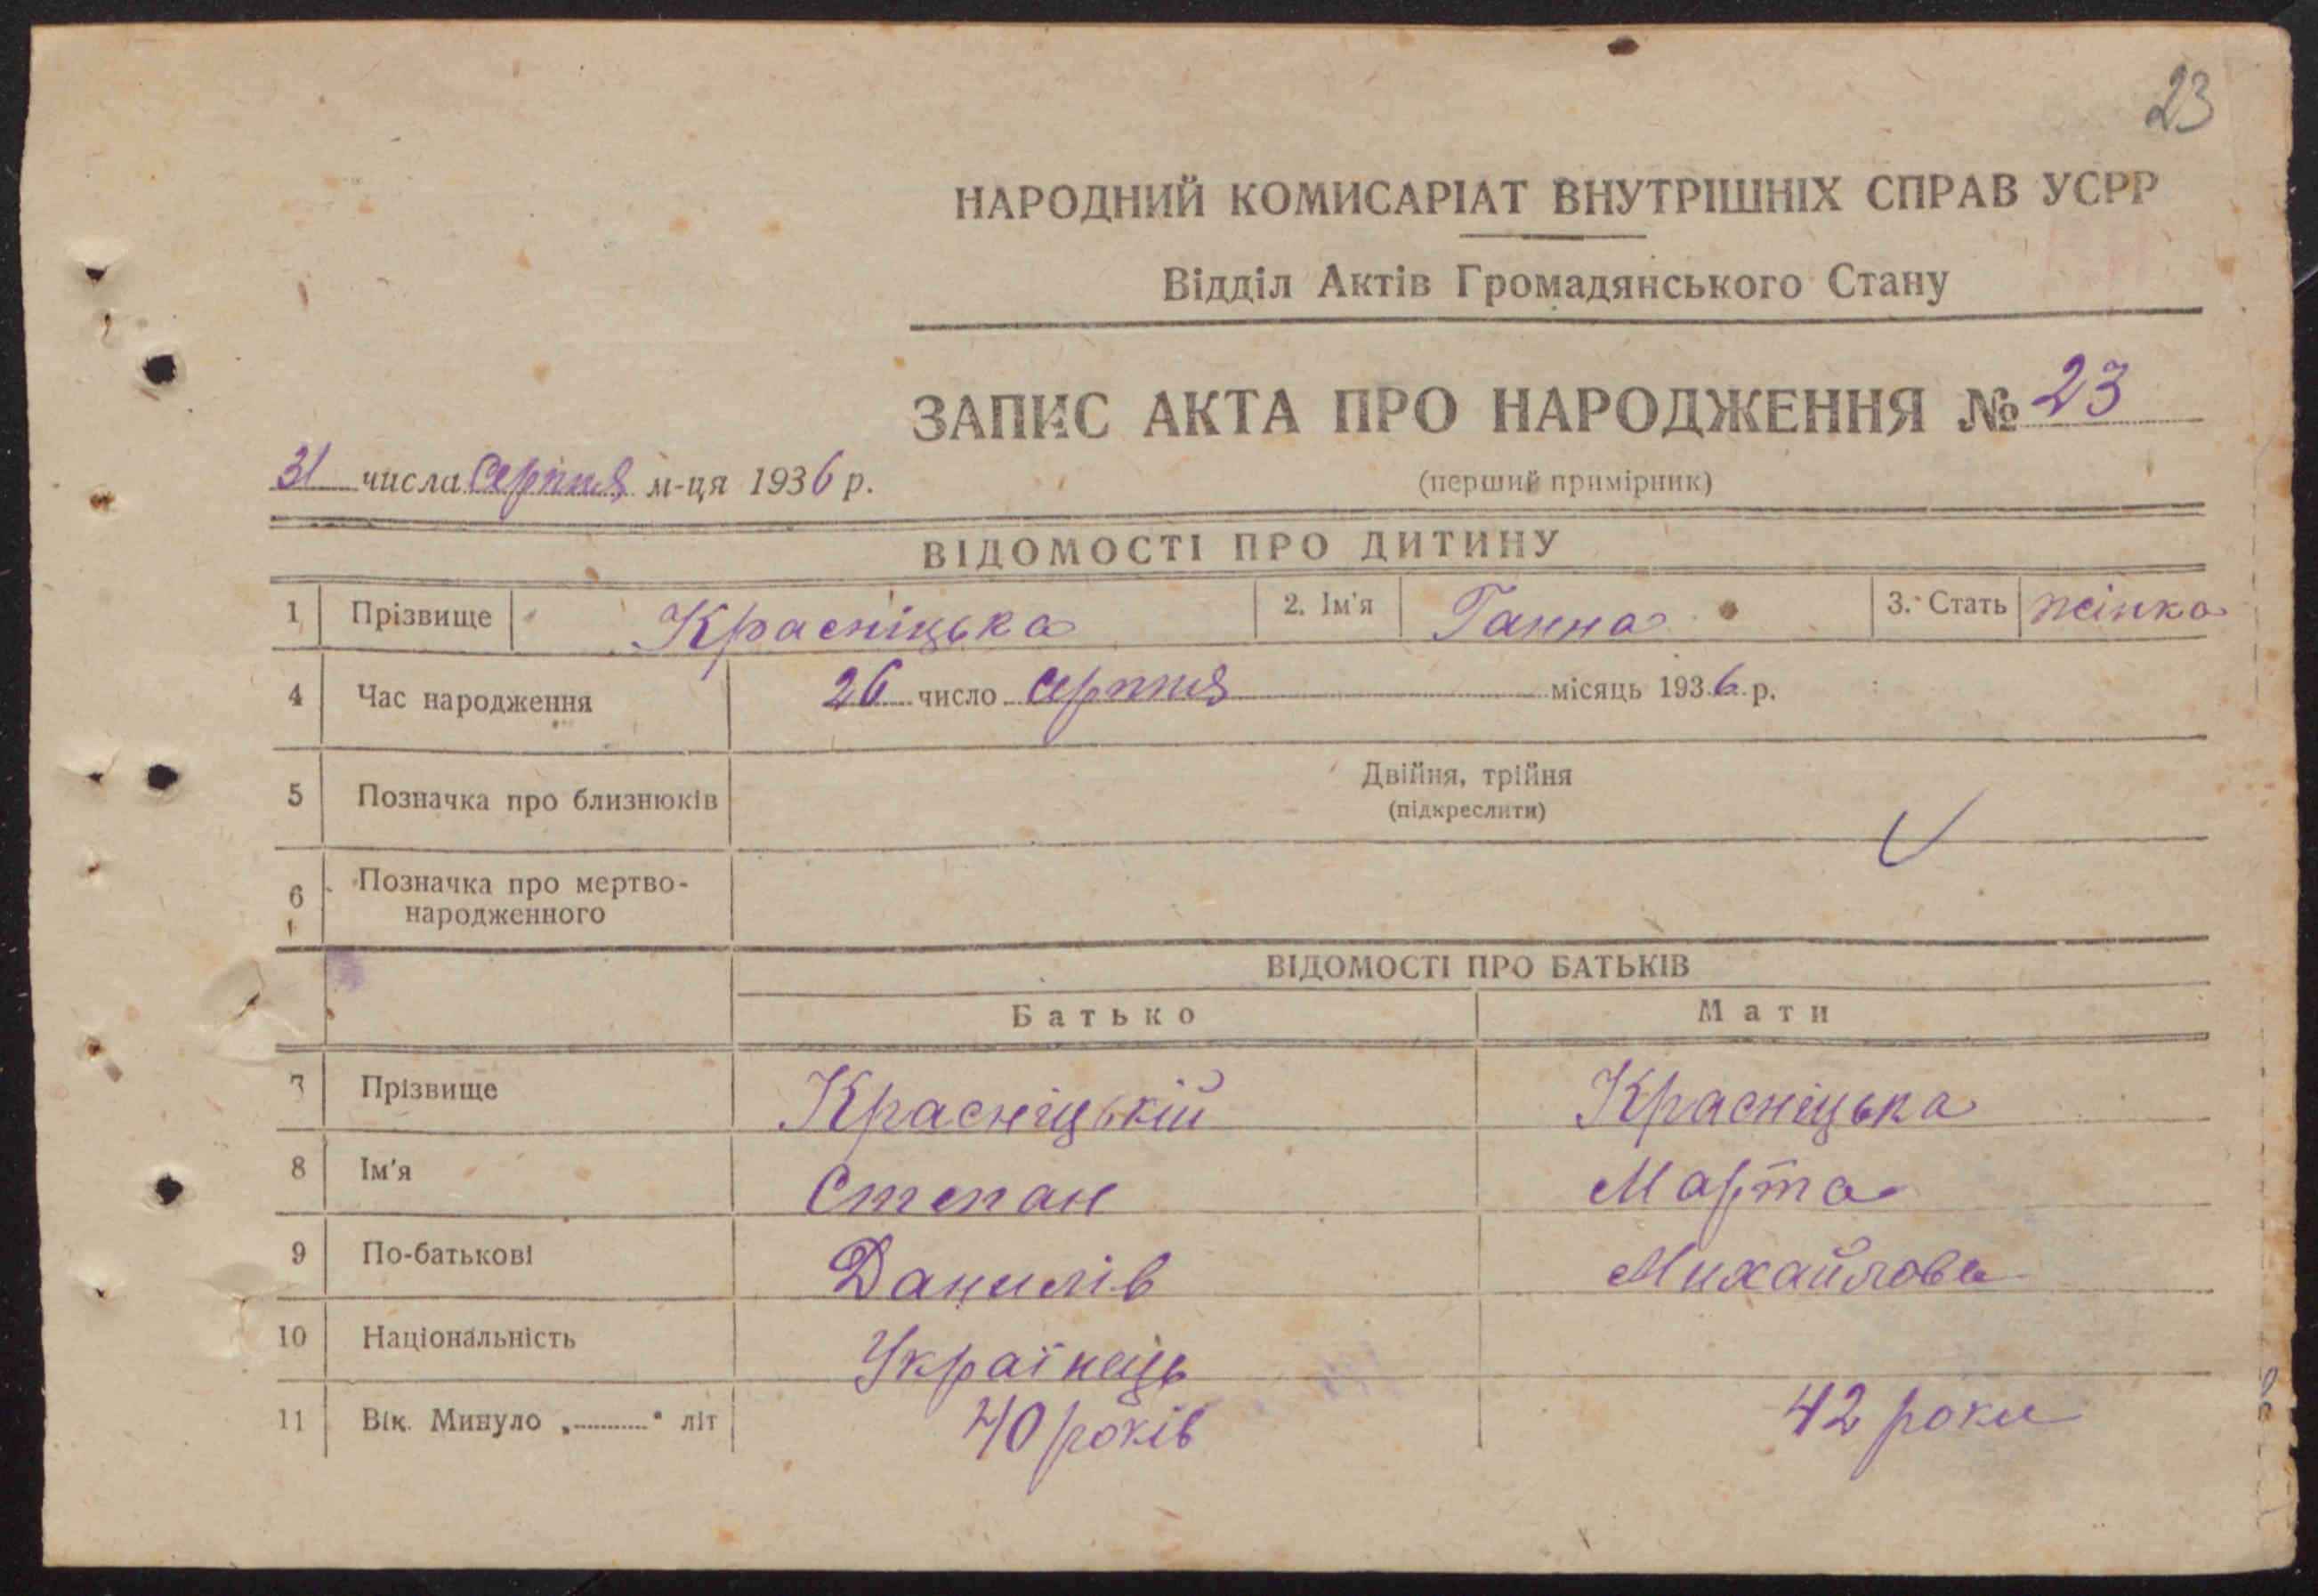 23
НАРОДНИЙ КОМИСАРІАТ ВНУТРІШНІХ СПРАВ УСРР
Відділ Актів Громадянського Стану
ЗАПИС АКТА ПРО НАРОДЖЕННЯ № 23
31 числа Серпня м-ця 1936 р.
(перший примірник)
ВІДОМОСТІ ПРО ДИТИНУ
1 Прізвище Красніцька 2. Ім'я Ганна 3. Стать жінка
4 Час народження 26 число серпня місяць 1936 р.
5 Позначка про близнюків Двійня, трійня
(підкреслити)
6 Позначка про мертво-
народженного
ВІДОМОСТІ ПРО БАТЬКІВ
Батько Мати
7 Прізвище Красніцькій Красніцька
8 Ім'я Степан Марта
9 По-батькові Данилів Михайлова
10 Національність Українець
11 Вік. Минуло „..........“ літ 40 років 42 роки